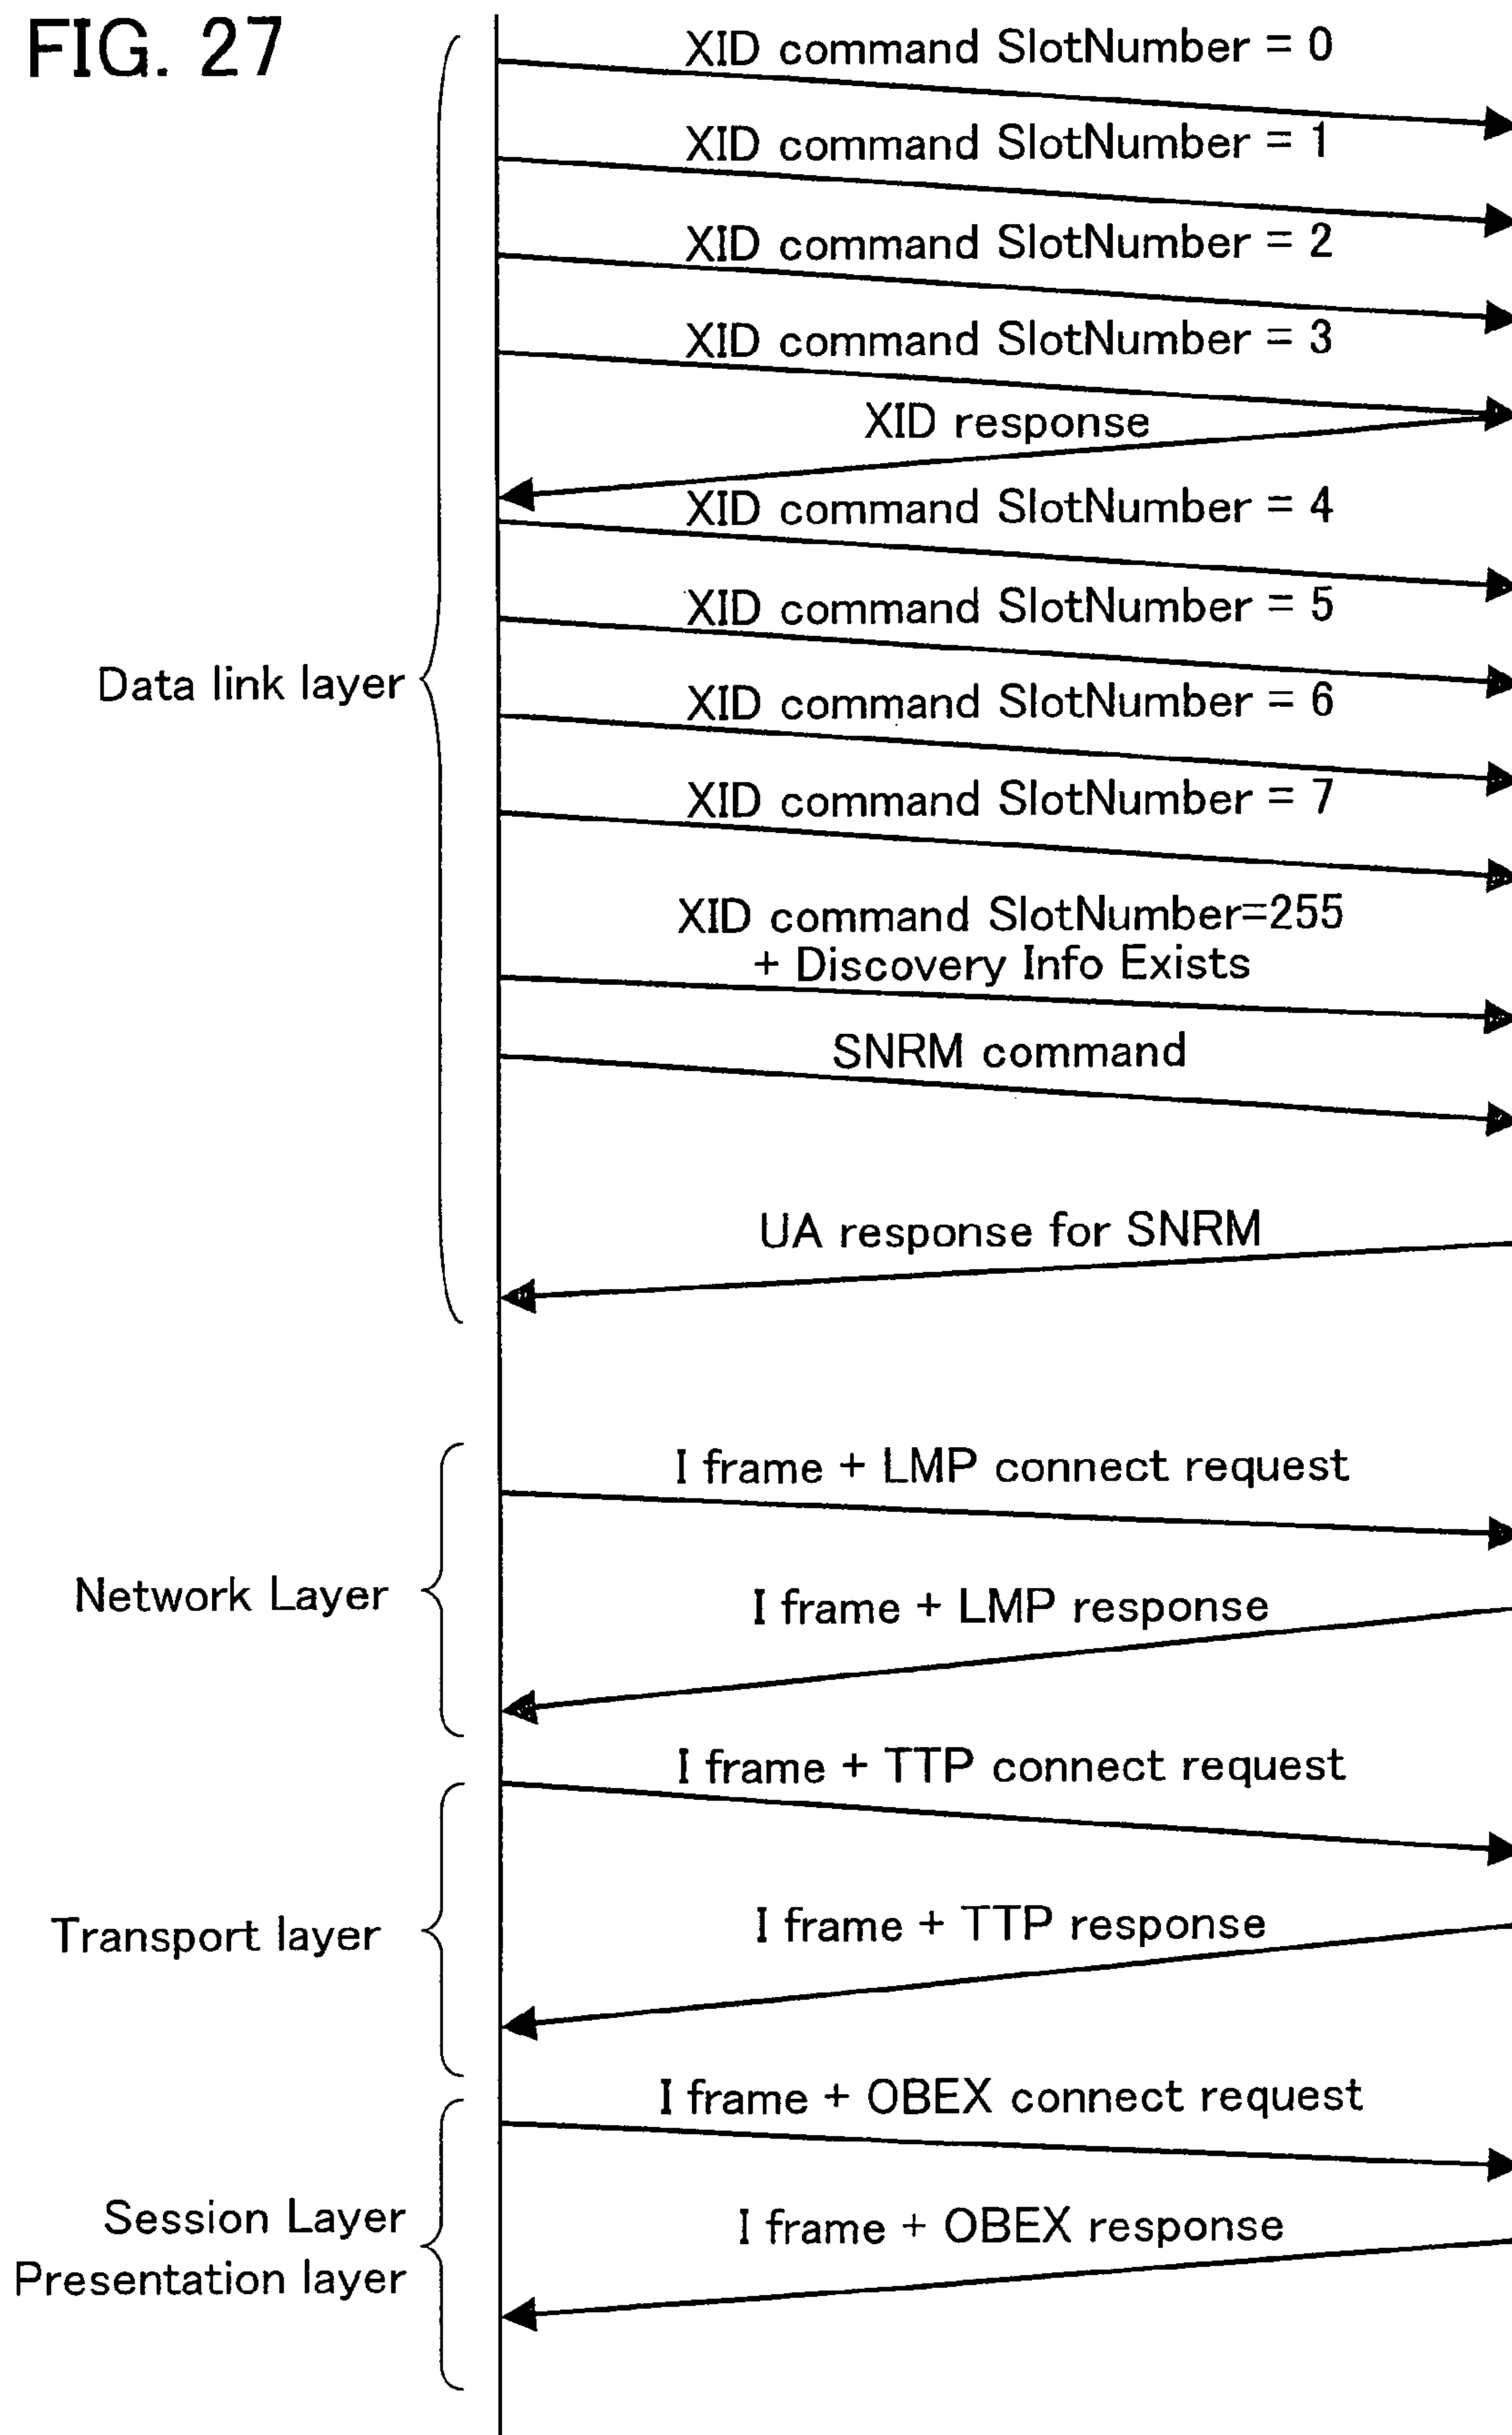 FIG. 27
XID command SlotNumber = 0
XID command SlotNumber = 1
XID command SlotNumber = 2
XID command SlotNumber = 3
XID response
XID command SlotNumber = 4
XID command SlotNumber = 5
Data link layer
XID command SlotNumber = 6
XID command SlotNumber = 7
XID command SlotNumber=255
+ Discovery Info Exists
SNRM command
UA response for SNRM
I frame + LMP connect request
Network Layer
I frame + LMP response
I frame + TTP connect request
Transport layer
I frame + TTP response
I frame + OBEX connect request
Session Layer
Presentation layer
I frame + OBEX response